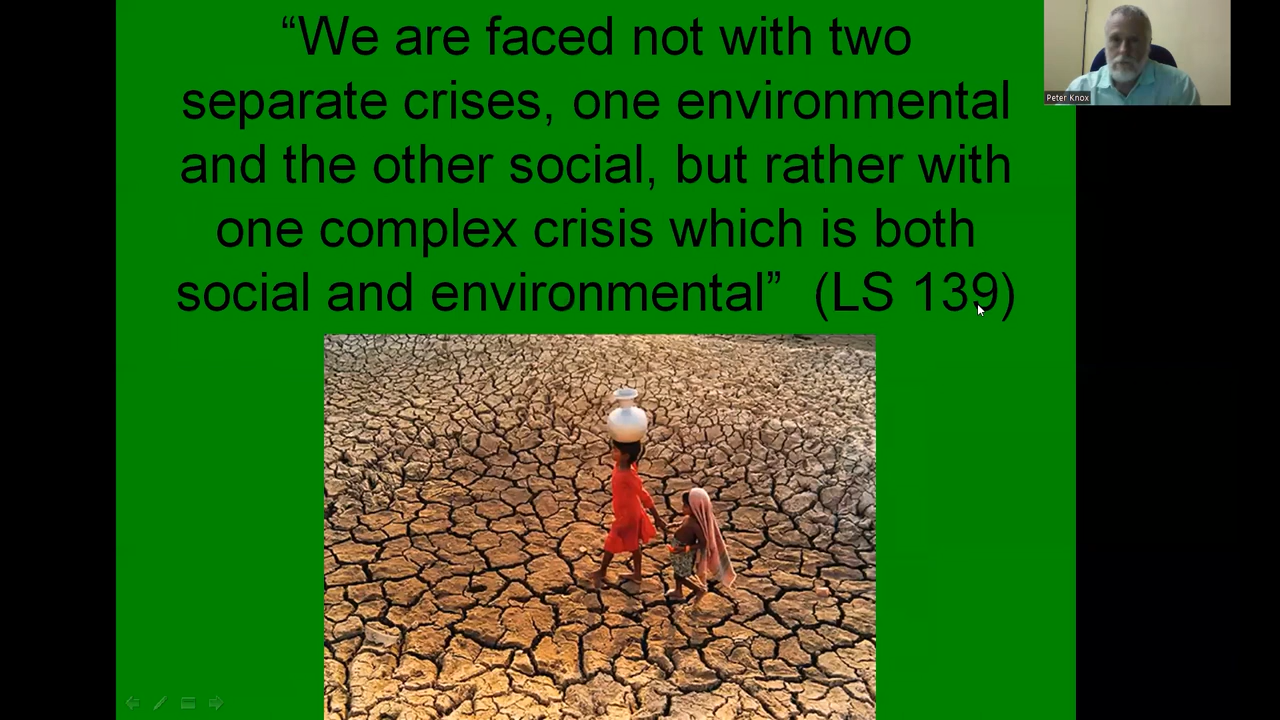 “We are faced not with two
separate crises, one environmental
and the other social, but rather with
one complex crisis which is both
social and environmental”  (LS 139)
Peter Knox